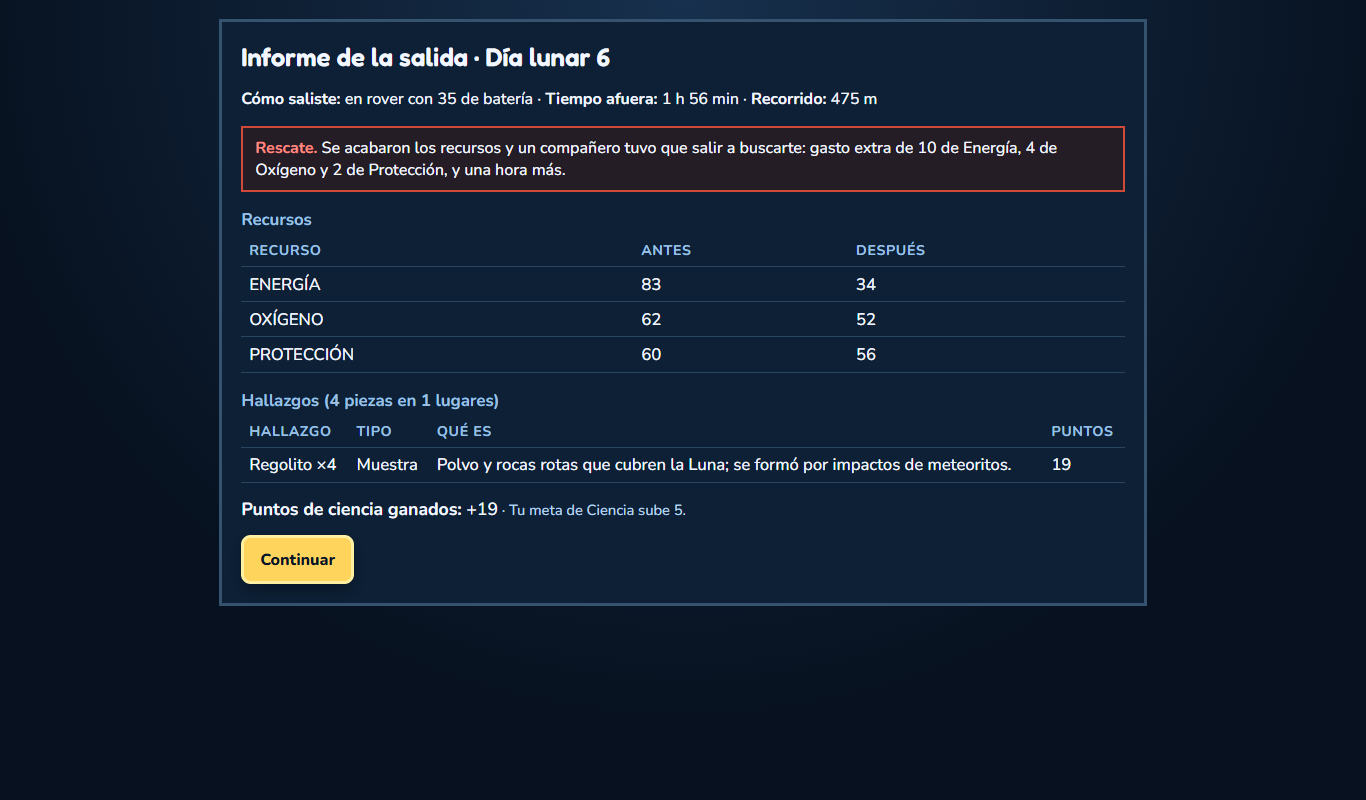 Informe de la salida · Día lunar 6
Cómo saliste: en rover con 35 de batería · Tiempo afuera: 1 h 56 min · Recorrido: 475 m
Rescate. Se acabaron los recursos y un compañero tuvo que salir a buscarte: gasto extra de 10 de Energía, 4 de
Oxígeno y 2 de Protección, y una hora más.
Recursos
RECURSO ANTES DESPUÉS
ENERGÍA 83 34
OXÍGENO 62 52
PROTECCIÓN 60 56
Hallazgos (4 piezas en 1 lugares)
HALLAZGO TIPO QUÉ ES PUNTOS
Regolito ×4 Muestra Polvo y rocas rotas que cubren la Luna; se formó por impactos de meteoritos. 19
Puntos de ciencia ganados: +19 · Tu meta de Ciencia sube 5.
Continuar